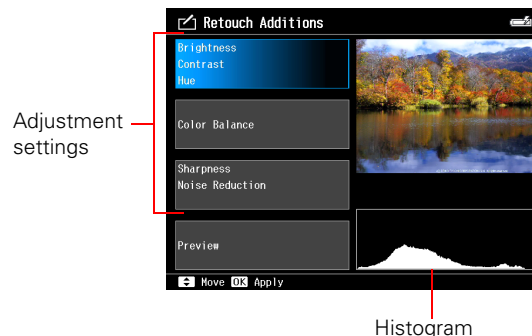 Retouch Additions
Brightness
Contrast
Hue
Color Balance
Sharpness
Noise Reduction
Preview
Move OK Apply
Adjustment
settings
Histogram